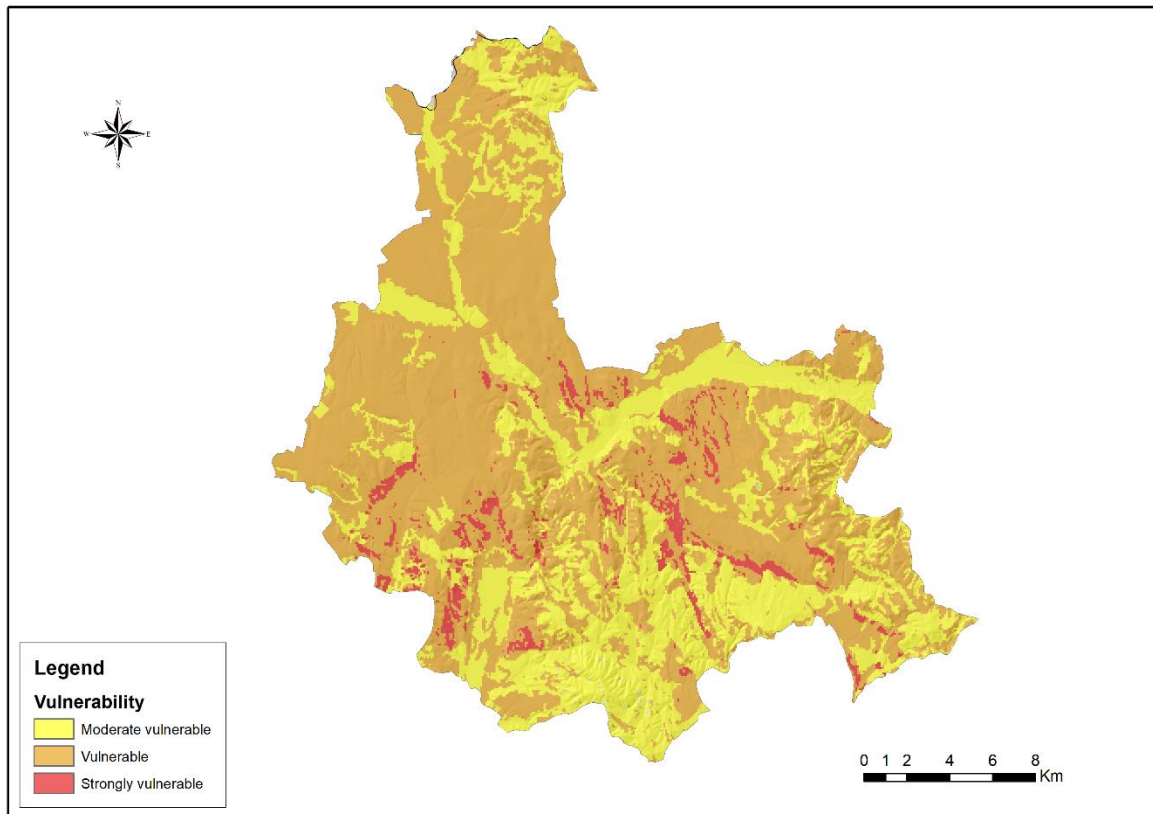 N
W E
S
Legend
Vulnerability
Moderate vulnerable
Vulnerable
Strongly vulnerable
0 1 2 4 6 8
Km